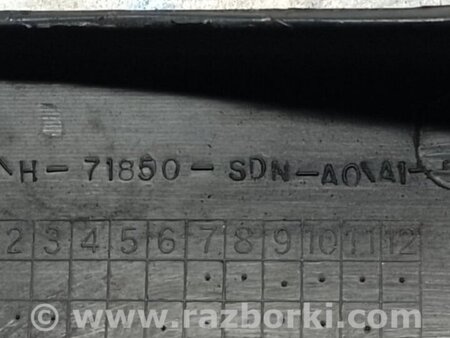 \H-71850-SDN-A0\A1-
2 3 4 5 6 7 8 9 10 11 12
© www.razborki.com